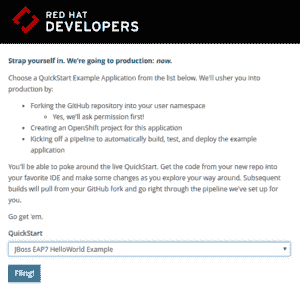 RED HAT
DEVELOPERS
Strap yourself in. We're going to production: now.
Choose a QuickStart Example Application from the list below. We'll usher you into
production by:
Forking the GitHub repository into your user namespace
Yes, we'll ask permission first!
Creating an OpenShift project for this application
Kicking off a pipeline to automatically build, test, and deploy the example
application
You'll be able to poke around the live QuickStart. Get the code from your new repo into
your favorite IDE and make some changes as you explore your way around. Subsequent
builds will pull from your GitHub fork and go right through the pipeline we've set up for
you.
Go get 'em.
QuickStart
JBoss EAP7 HelloWorld Example
Fling!